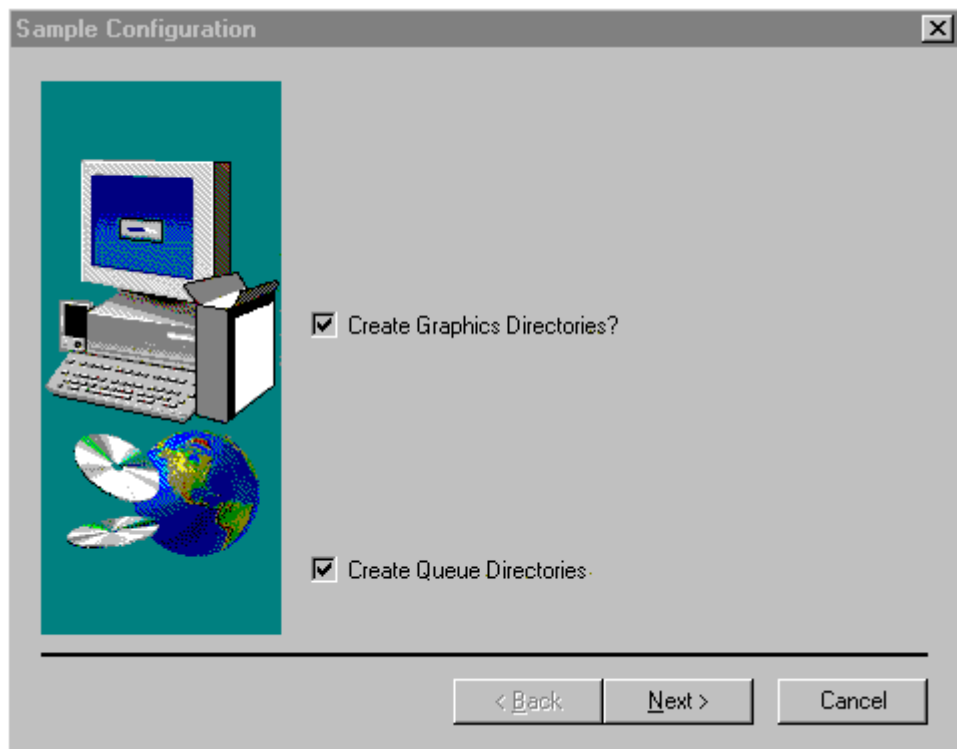 Sample Configuration
Create Graphics Directories?
Create Queue Directories
< Back
Next >
Cancel